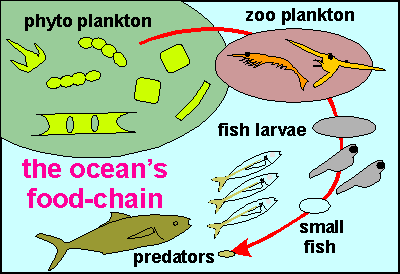 phyto plankton
zoo plankton
fish larvae
the ocean's
food-chain
small
fish
predators